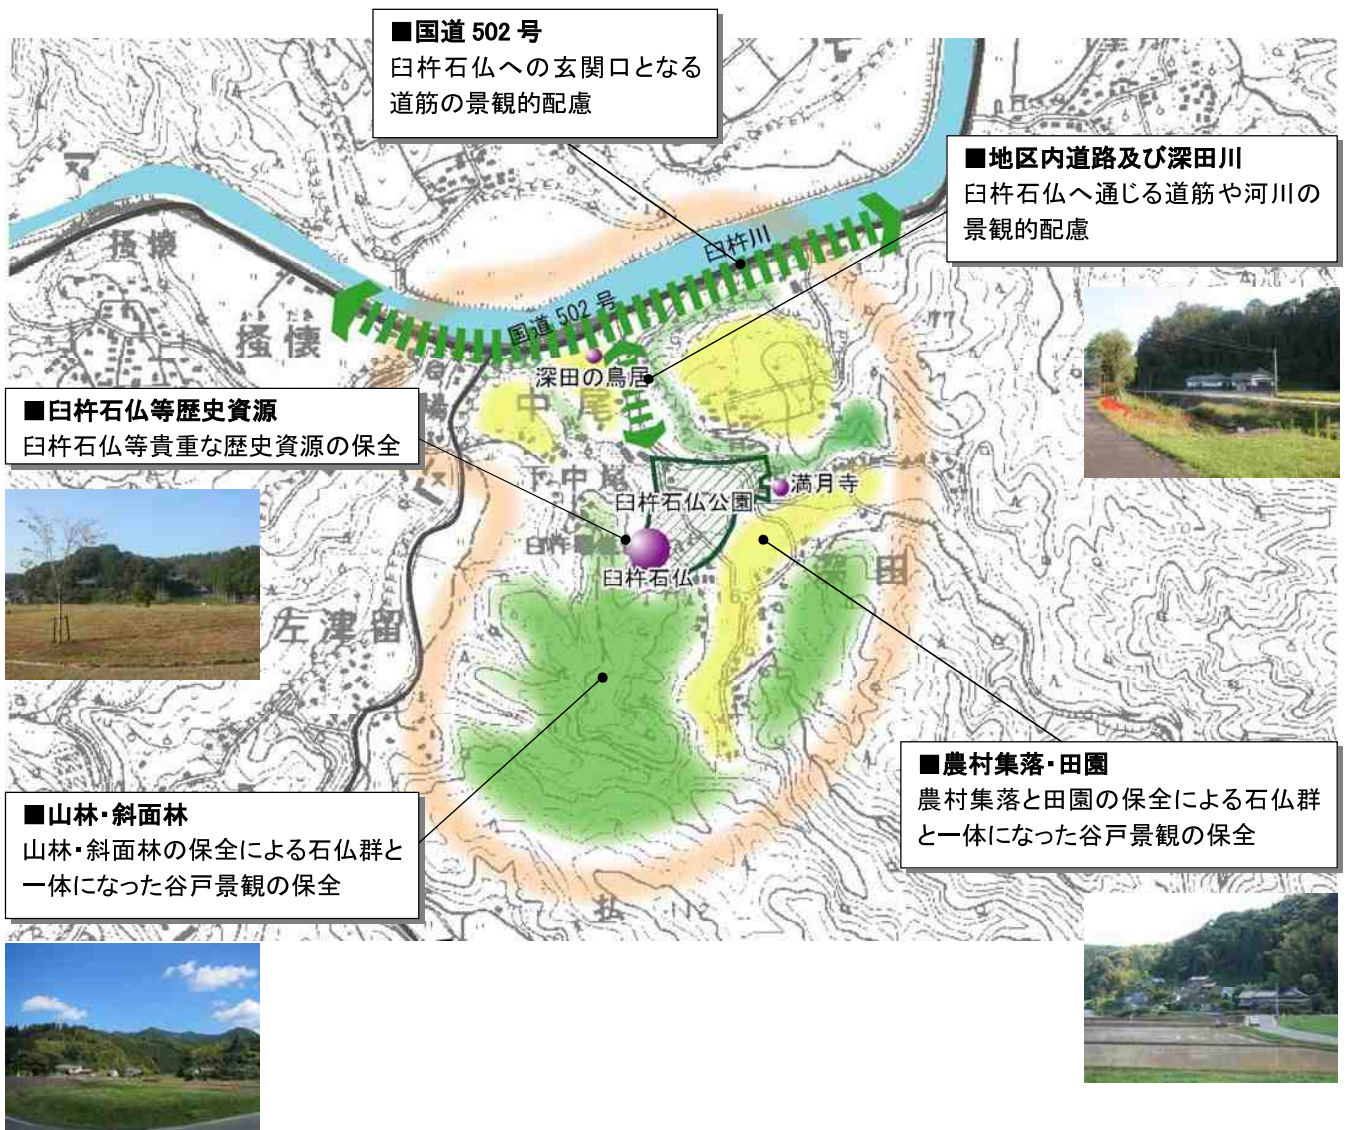 ■国道 502 号
臼杵石仏への玄関口となる
道筋の景観的配慮
■地区内道路及び深田川
臼杵石仏へ通じる道筋や河川の
景観的配慮
臼杵川
国道 502 号
掻懐
掻懐
深田の鳥居
中尾
■臼杵石仏等歴史資源
臼杵石仏等貴重な歴史資源の保全
下中尾
満月寺
臼杵石仏公園
臼杵石仏
田
左津留
■農村集落・田園
農村集落と田園の保全による石仏群
と一体になった谷戸景観の保全
■山林・斜面林
山林・斜面林の保全による石仏群と
一体になった谷戸景観の保全